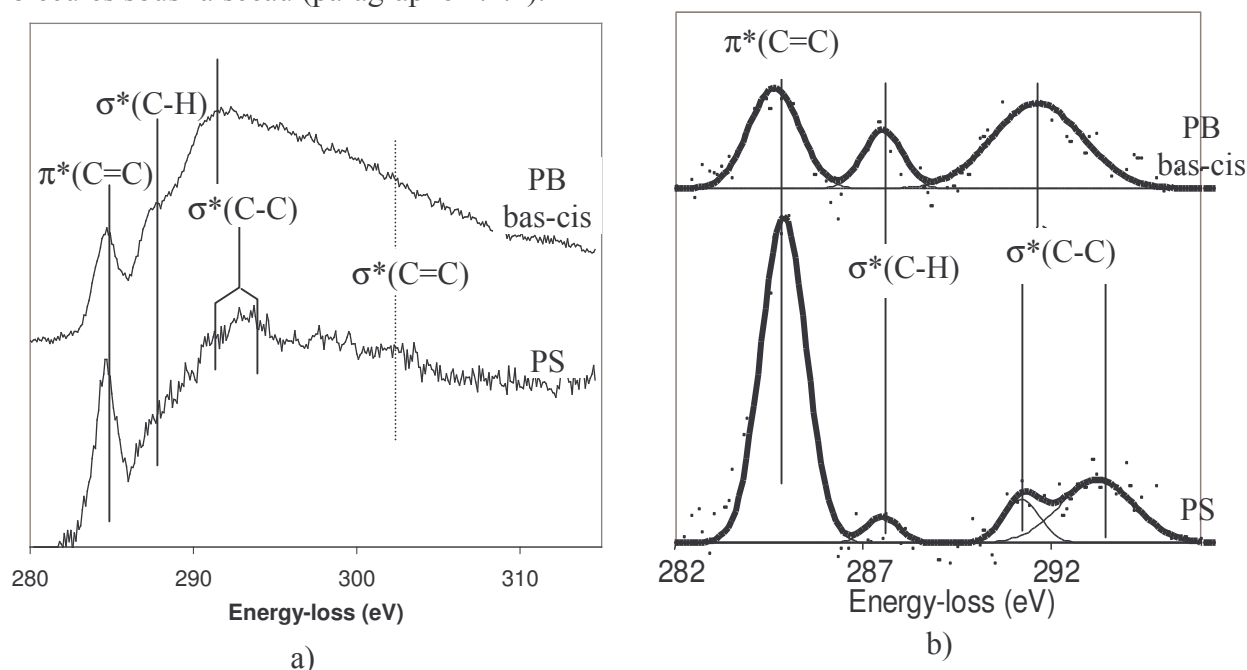 π*(C=C)
σ*(C-H)
π*(C=C)
σ*(C-C)
PB
bas-cis
σ*(C=C)
PS
280 290 300 310
Energy-loss (eV)
a)
PB
bas-cis
σ*(C-H)
σ*(C-C)
PS
282 287 292
Energy-loss (eV)
b)